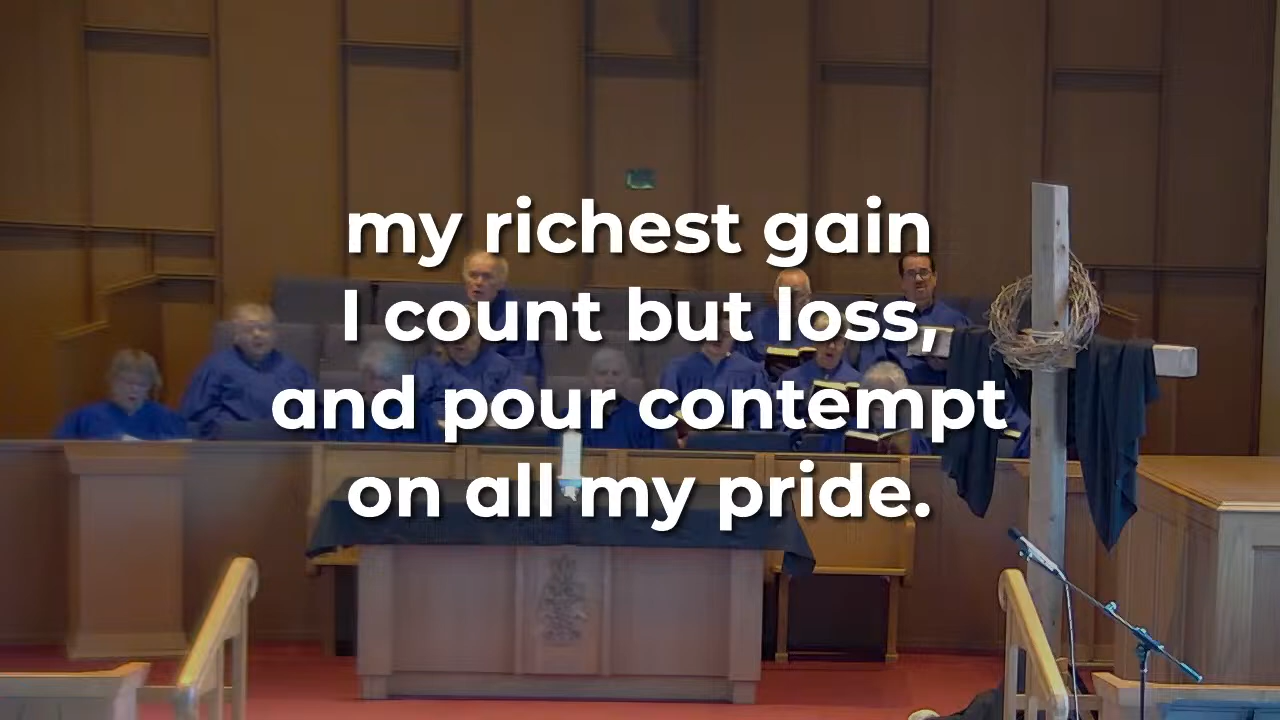 my richest gain
I count but loss,
and pour contempt
on all my pride.